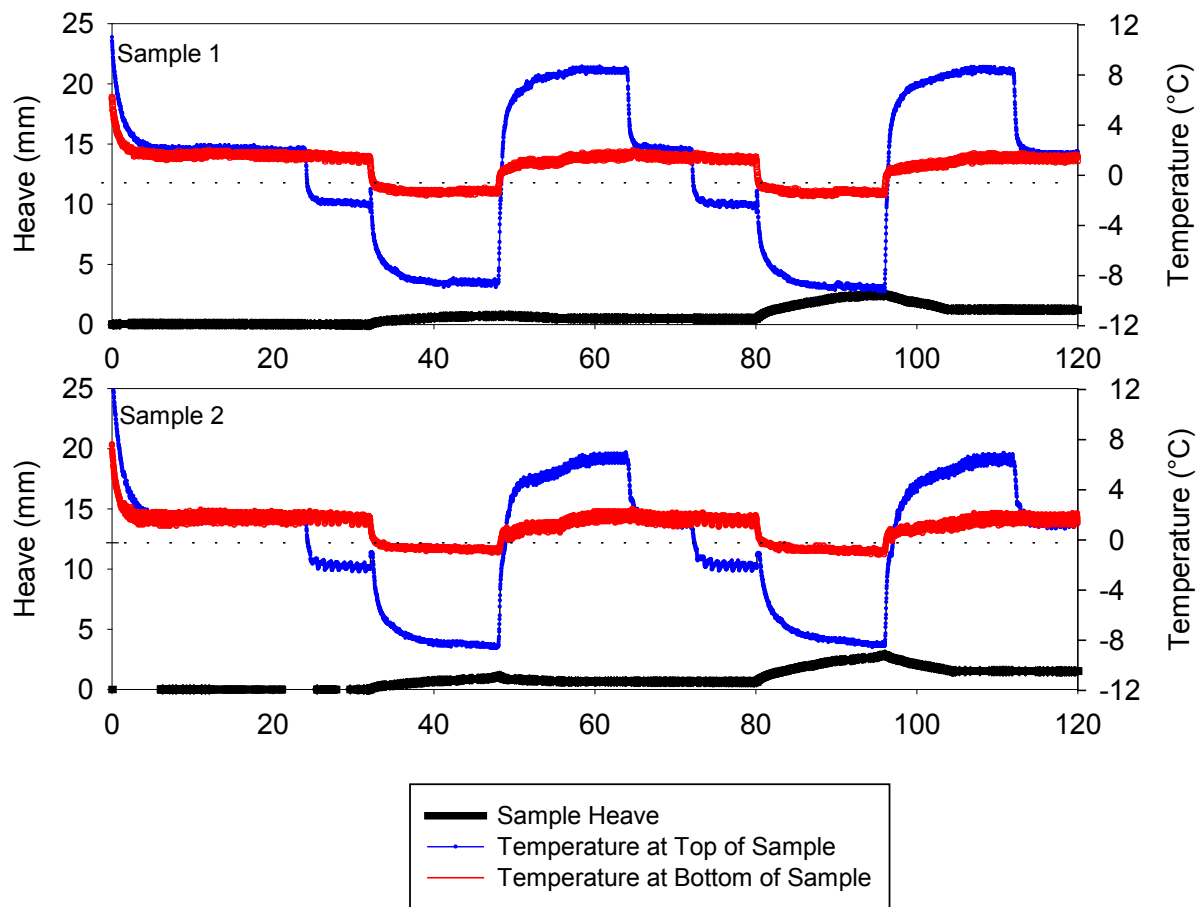 Sample 1
Heave (mm)
25
20
15
10
5
0
Temperature (°C)
12
8
4
0
-4
-8
-12
0 20 40 60 80 100 120
Sample 2
Heave (mm)
25
20
15
10
5
0
Temperature (°C)
12
8
4
0
-4
-8
-12
0 20 40 60 80 100 120
Sample Heave
Temperature at Top of Sample
Temperature at Bottom of Sample